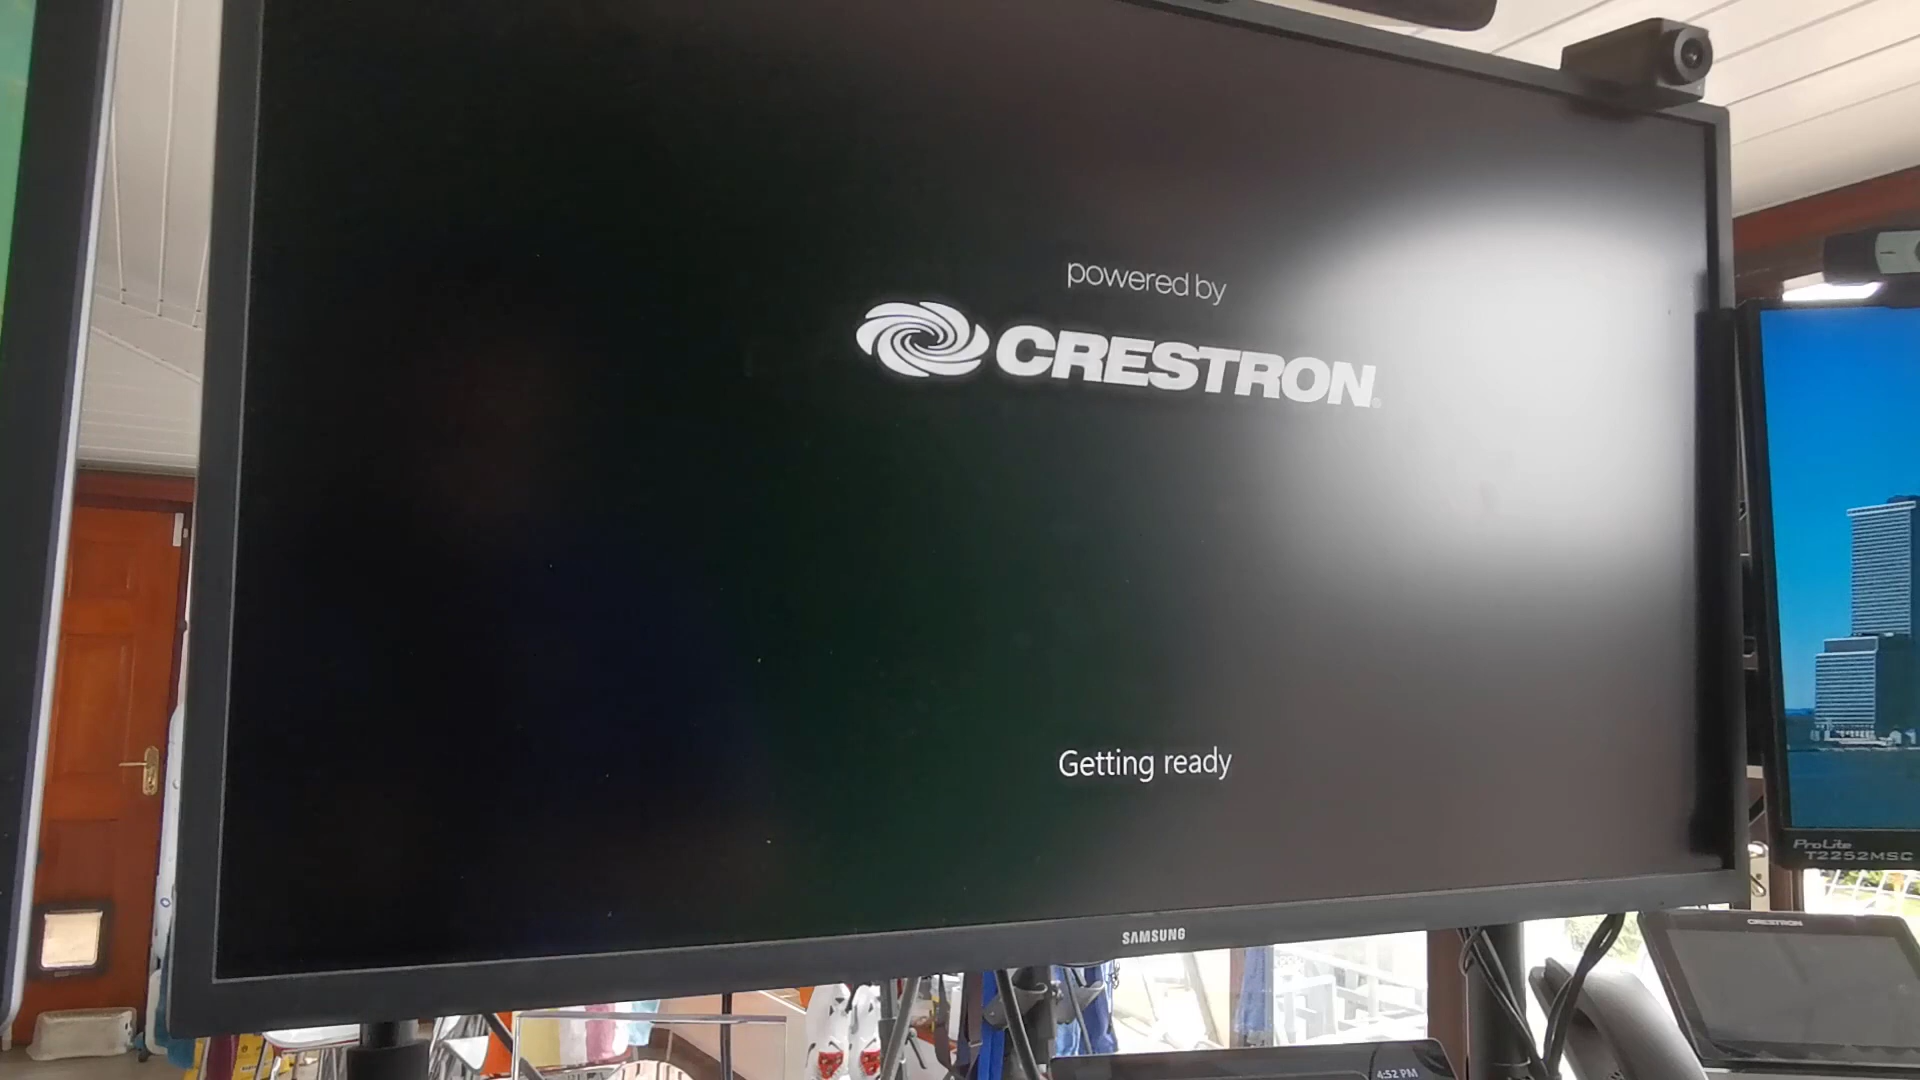 powered by
CRESTRON
Getting ready
SAMSUNG
ProLite
T2252MSC
CRESTRON
4:52 PM